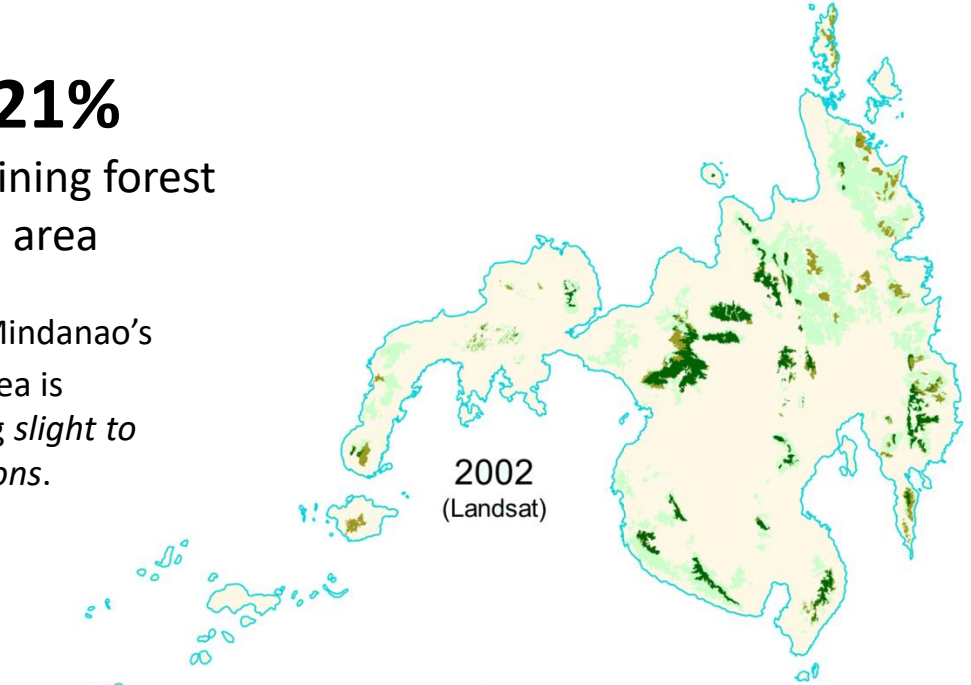 21%
ining forest
area
Mindanao's
ea is
g slight to
ons.
2002
(Landsat)